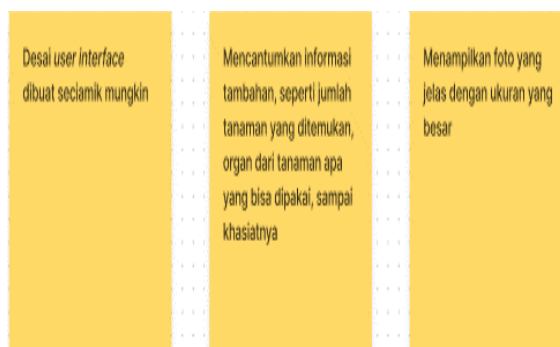 Desai user interface
dibuat seciamik mungkin
Mencantumkan informasi
tambahan, seperti jumlah
tanaman yang ditemukan,
organ dari tanaman apa
yang bisa dipakai, sampai
khasiatnya
Menampilkan foto yang
jelas dengan ukuran yang
besar